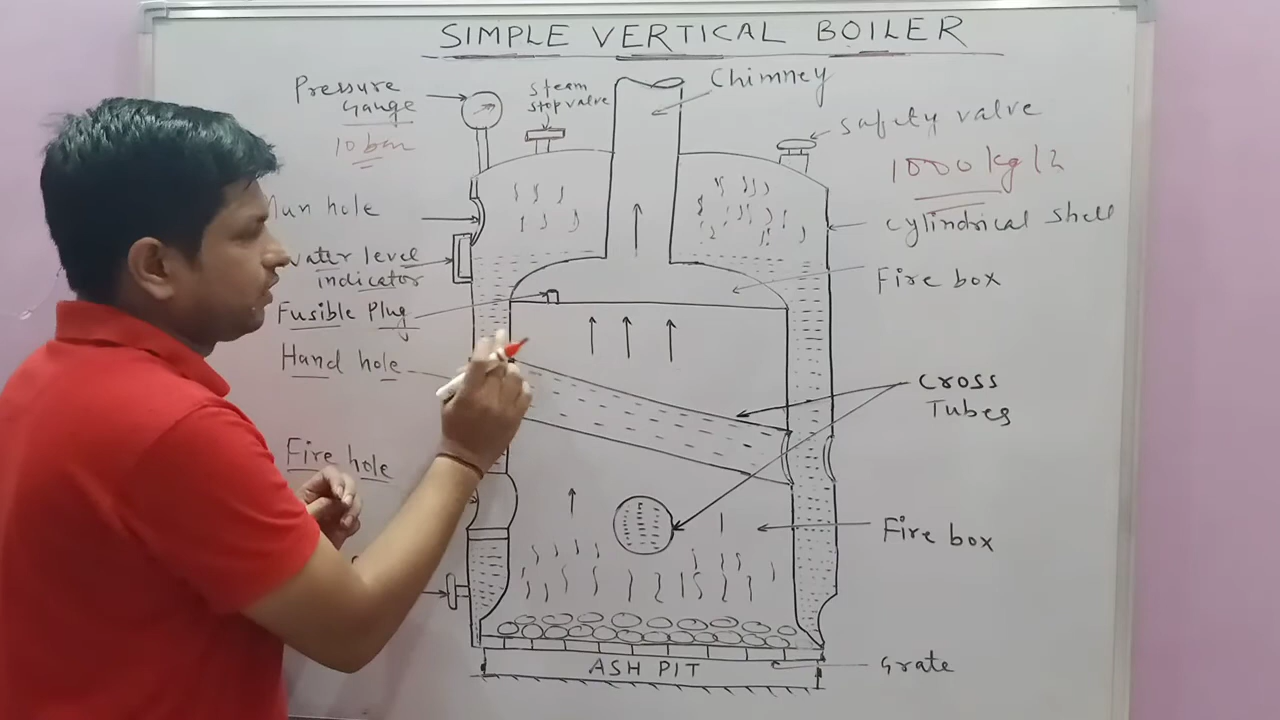 SIMPLE VERTICAL BOILER
Pressure
Gauge
10 bar
steam
stop valve
Chimney
safety valve
1000 kg/h
Man hole
cylindrical shell
water level
indicator
Fire box
Fusible Plug
Hand hole
Cross
Tubes
Fire hole
Fire box
ASH PIT
Grate